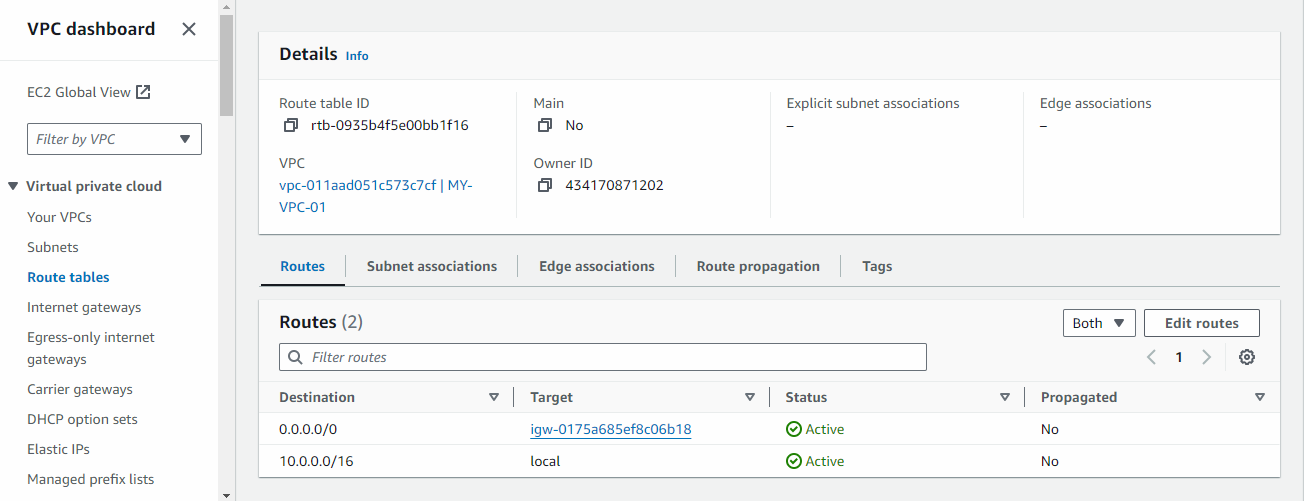 VPC dashboard
EC2 Global View
Filter by VPC
Virtual private cloud
Your VPCs
Subnets
Route tables
Internet gateways
Egress-only internet
gateways
Carrier gateways
DHCP option sets
Elastic IPs
Managed prefix lists
Details Info
Route table ID
rtb-0935b4f5e00bb1f16
Main
No
Explicit subnet associations
–
Edge associations
–
VPC
vpc-011aad051c573c7cf | MY-
VPC-01
Owner ID
434170871202
Routes Subnet associations Edge associations Route propagation Tags
Routes (2)
Both Edit routes
Filter routes
1
Destination Target Status Propagated
0.0.0.0/0 igw-0175a685ef8c06b18 Active No
10.0.0.0/16 local Active No